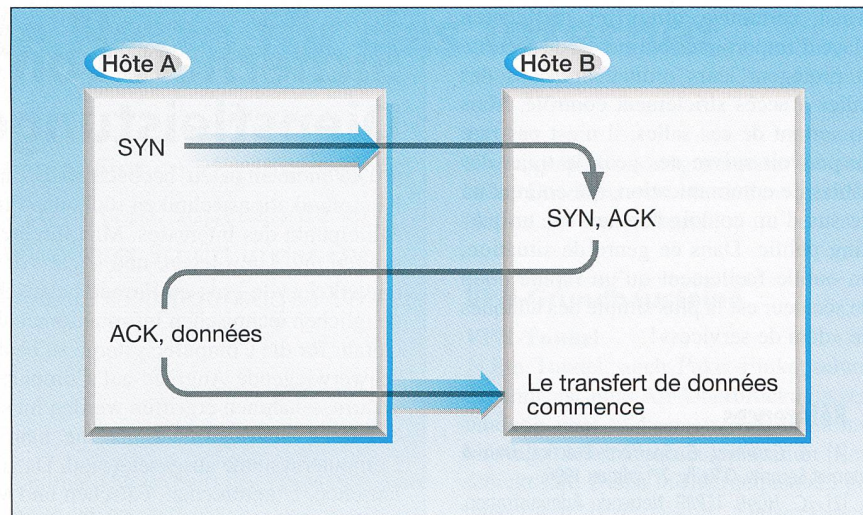 Hôte A
Hôte B
SYN
SYN, ACK
ACK, données
Le transfert de données
commence